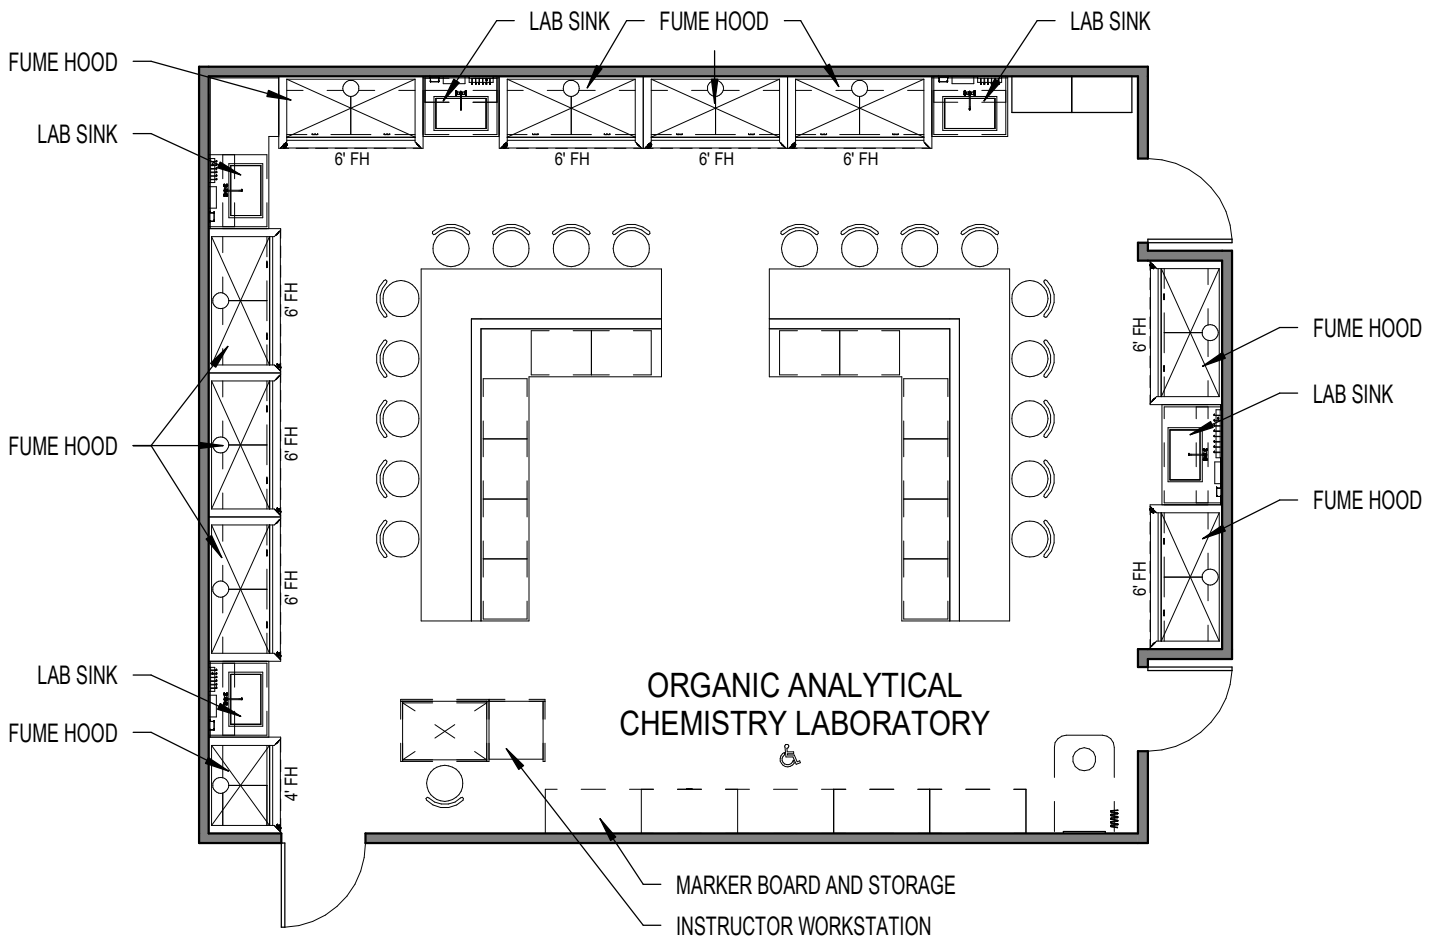 LAB SINK
FUME HOOD
LAB SINK
FUME HOOD
LAB SINK
6' FH
6' FH
6' FH
6' FH
6' FH
6' FH
FUME HOOD
LAB SINK
FUME HOOD
6' FH
6' FH
FUME HOOD
6' FH
6' FH
LAB SINK
ORGANIC ANALYTICAL
CHEMISTRY LABORATORY
FUME HOOD
4' FH
MARKER BOARD AND STORAGE
INSTRUCTOR WORKSTATION